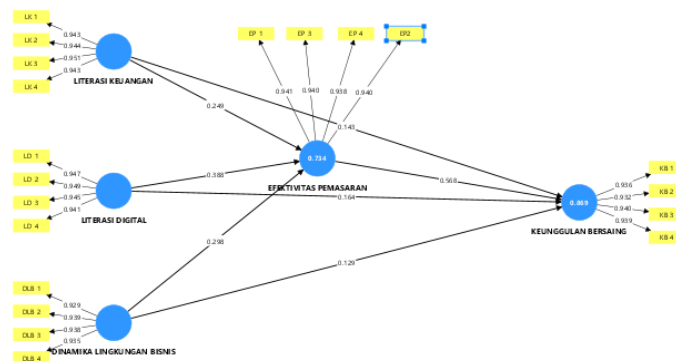 LK 1
LK 2
LK 3
LK 4
0.943
0.944
0.951
0.943
LITERASI KEUANGAN
EP 1
EP 3
EP 4
EP2
0.941
0.940
0.938
0.940
0.249
0.143
LD 1
LD 2
LD 3
LD 4
0.947
0.949
0.945
0.941
LITERASI DIGITAL
0.388
0.734
EFEKTIVITAS PEMASARAN
0.568
0.164
0.298
0.129
0.869
KEUNGGULAN BERSAING
0.936
0.932
0.940
0.939
KB 1
KB 2
KB 3
KB 4
DLB 1
DLB 2
DLB 3
DLB 4
0.929
0.939
0.938
0.935
DINAMIKA LINGKUNGAN BISNIS